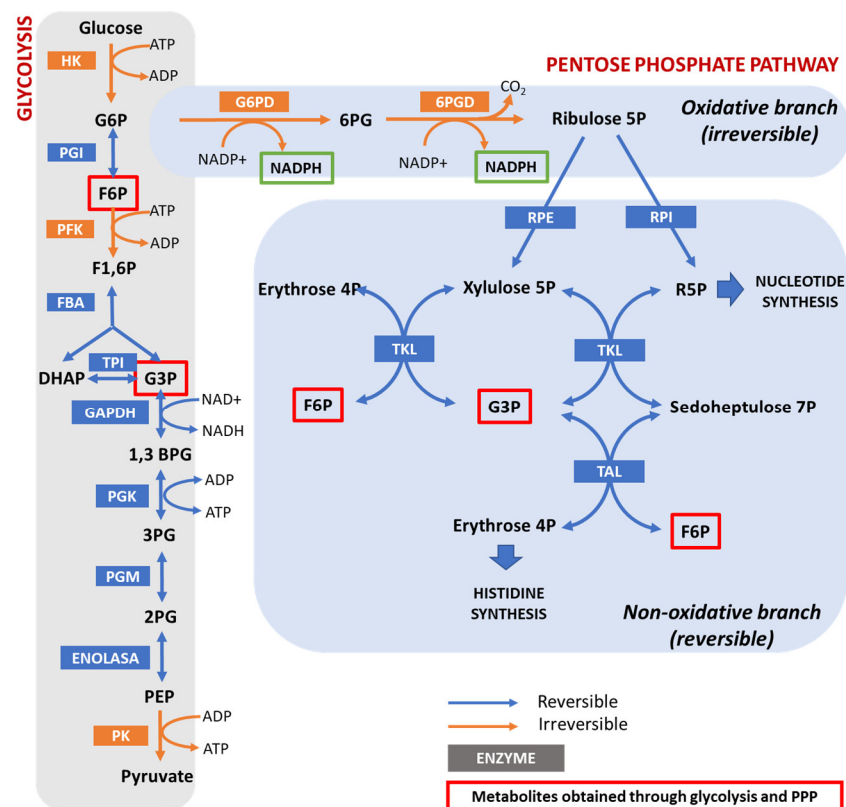 GLYCOLYSIS
Glucose
HK
ATP
ADP
G6P
PGI
F6P
PFK
ATP
ADP
F1,6P
FBA
TPI
DHAP
G3P
GAPDH
NAD+
NADH
1,3 BPG
PGK
ADP
ATP
3PG
PGM
2PG
ENOLASA
PEP
PK
ADP
ATP
Pyruvate
PENTOSE PHOSPHATE PATHWAY
G6PD
NADP+
NADPH
6PG
6PGD
CO2
NADP+
NADPH
Ribulose 5P
Oxidative branch
(irreversible)
RPE
RPI
Erythrose 4P
Xylulose 5P
R5P
NUCLEOTIDE
SYNTHESIS
TKL
TKL
F6P
G3P
Sedoheptulose 7P
TAL
Erythrose 4P
F6P
HISTIDINE
SYNTHESIS
Non-oxidative branch
(reversible)
Reversible
Irreversible
ENZYME
Metabolites obtained through glycolysis and PPP